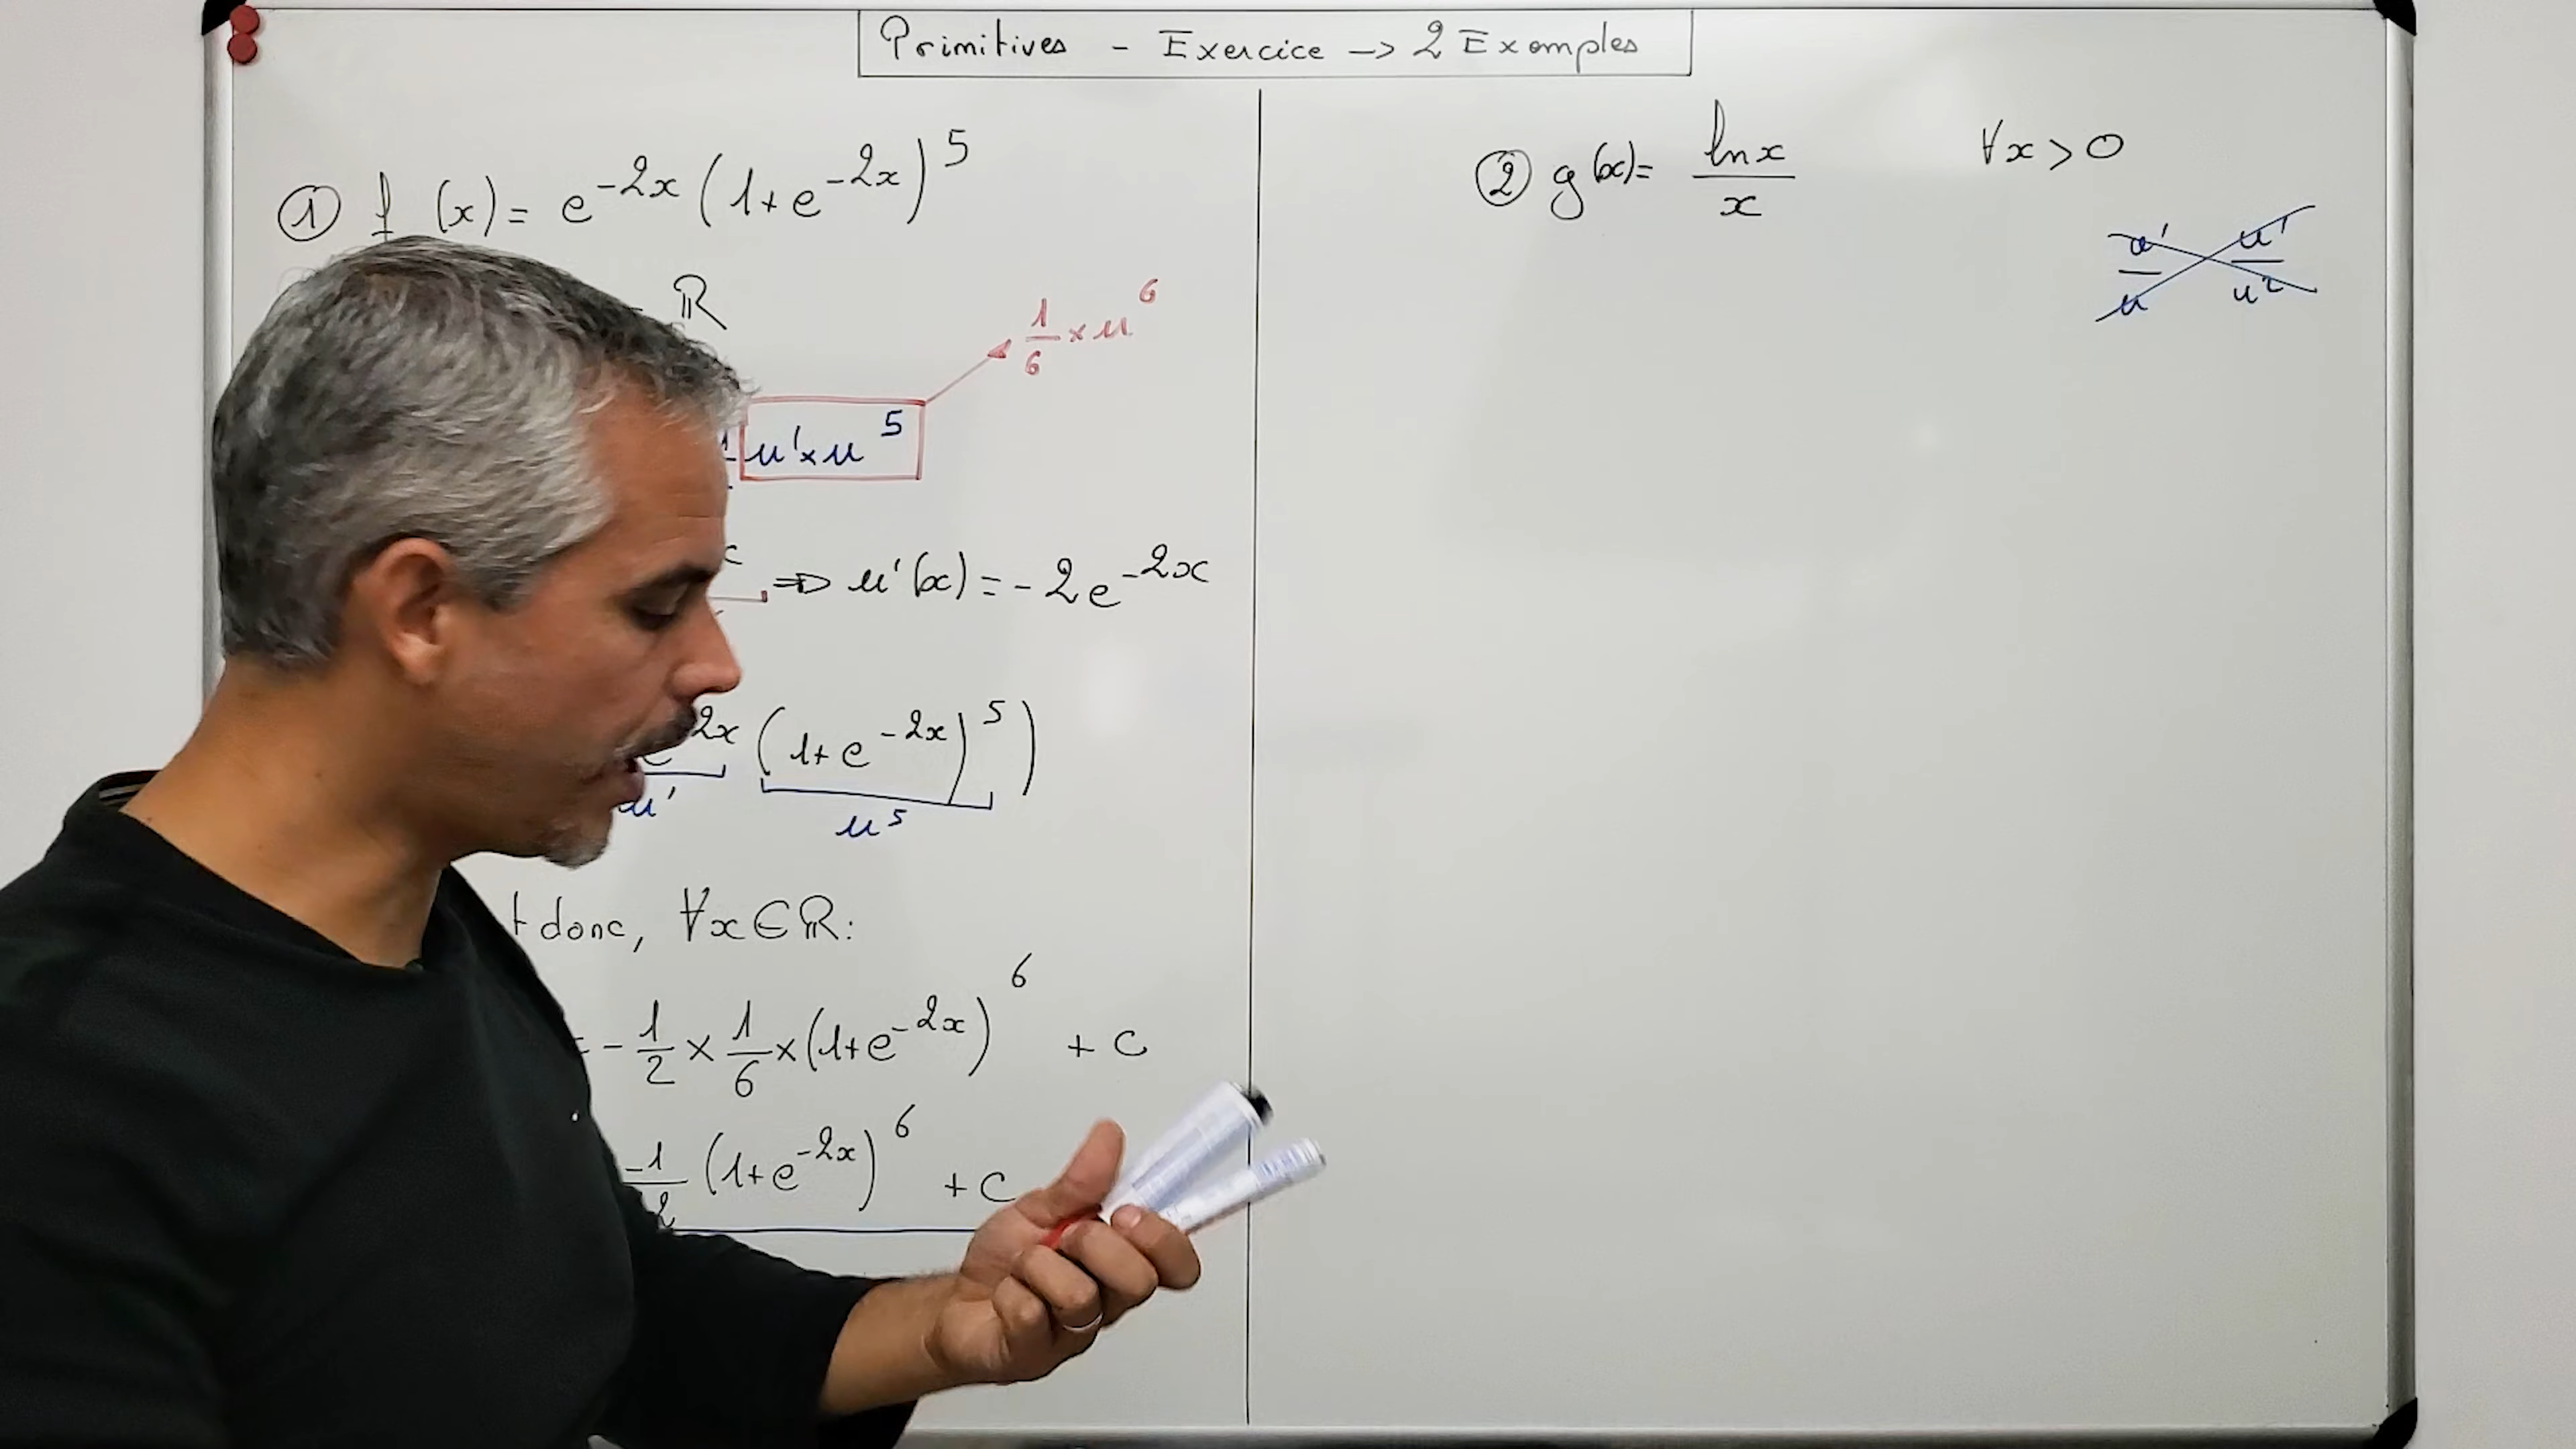 Primitives - Exercice → 2 Exemples
① f(x) = e^{-2x} (1+e^{-2x})^5
ℝ
1/6 × u^6
u' × u^5
⇒ u'(x) = -2e^{-2x}
e^{-2x} (1+e^{-2x})^5 )
u' u^5
t donc, ∀x∈ℝ:
= - 1/2 × 1/6 × (1+e^{-2x})^6 + c
(1+e^{-2x})^6 + c
② g(x) = ln x / x ∀x > 0
u'/u u'/u²